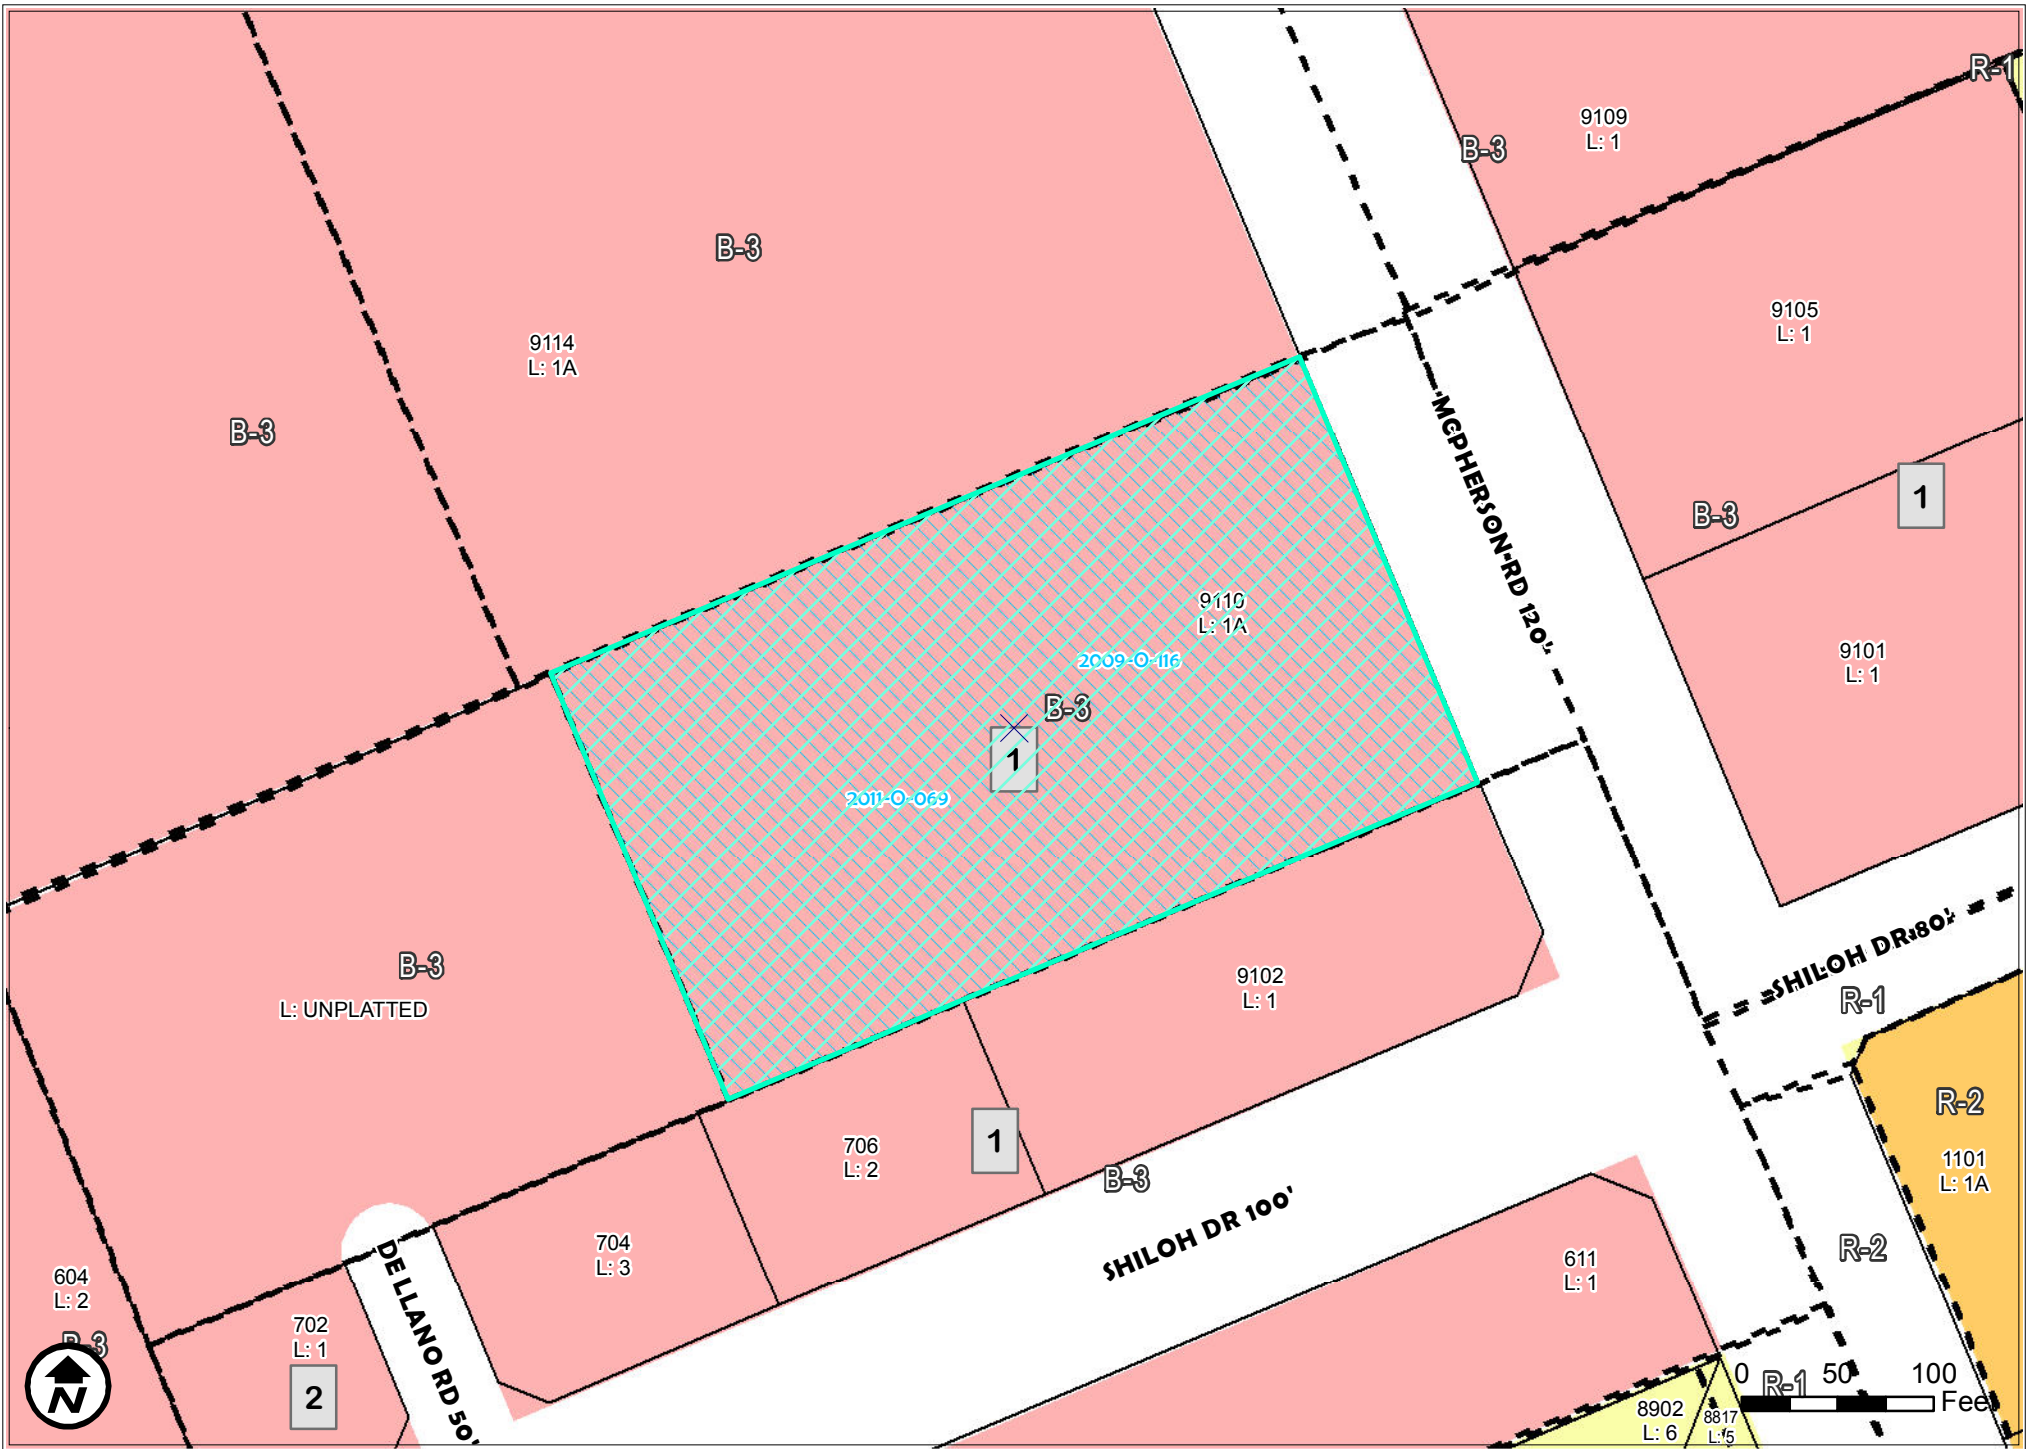 R-1
9109
L: 1
B-3
B-3
9105
L: 1
9114
L: 1A
B-3
MCPHERSON RD 120'
1
B-3
9110
L: 1A
9101
L: 1
2009-O-116
B-3
1
2011-O-069
SHILOH DR 80'
B-3
L: UNPLATTED
9102
L: 1
R-1
R-2
1101
L: 1A
706
L: 2
1
B-3
SHILOH DR 100'
704
L: 3
R-2
611
L: 1
604
L: 2
DELLANO RD 50'
702
L: 1
B-3
N
2
0 50 100
Feet
R-1
8902
L: 6
8817
L: 5